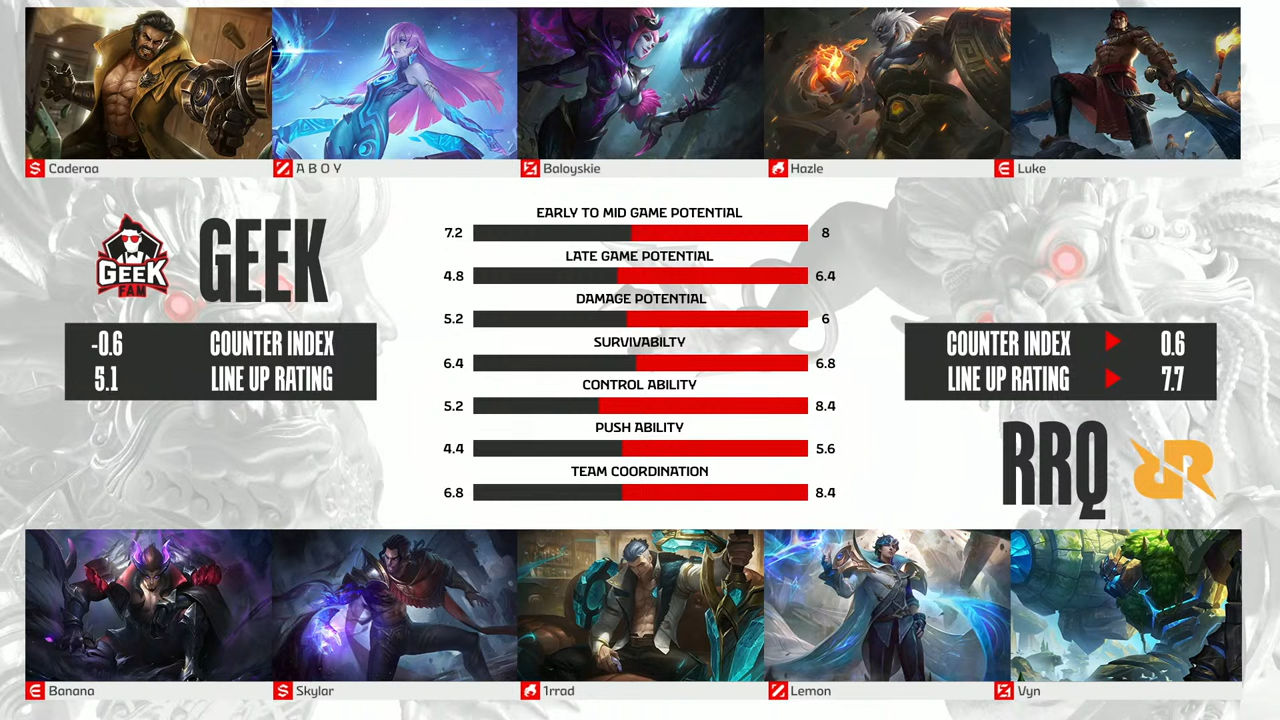 Caderaa
A B O Y
Baloyskie
Hazle
Luke
GEEK
FAM
GEEK
-0.6 COUNTER INDEX
5.1 LINE UP RATING
EARLY TO MID GAME POTENTIAL
7.2 8
LATE GAME POTENTIAL
4.8 6.4
DAMAGE POTENTIAL
5.2 6
SURVIVABILTY
6.4 6.8
CONTROL ABILITY
5.2 8.4
PUSH ABILITY
4.4 5.6
TEAM COORDINATION
6.8 8.4
COUNTER INDEX 0.6
LINE UP RATING 7.7
RRQ
Banana
Skylar
1rrad
Lemon
Vyn